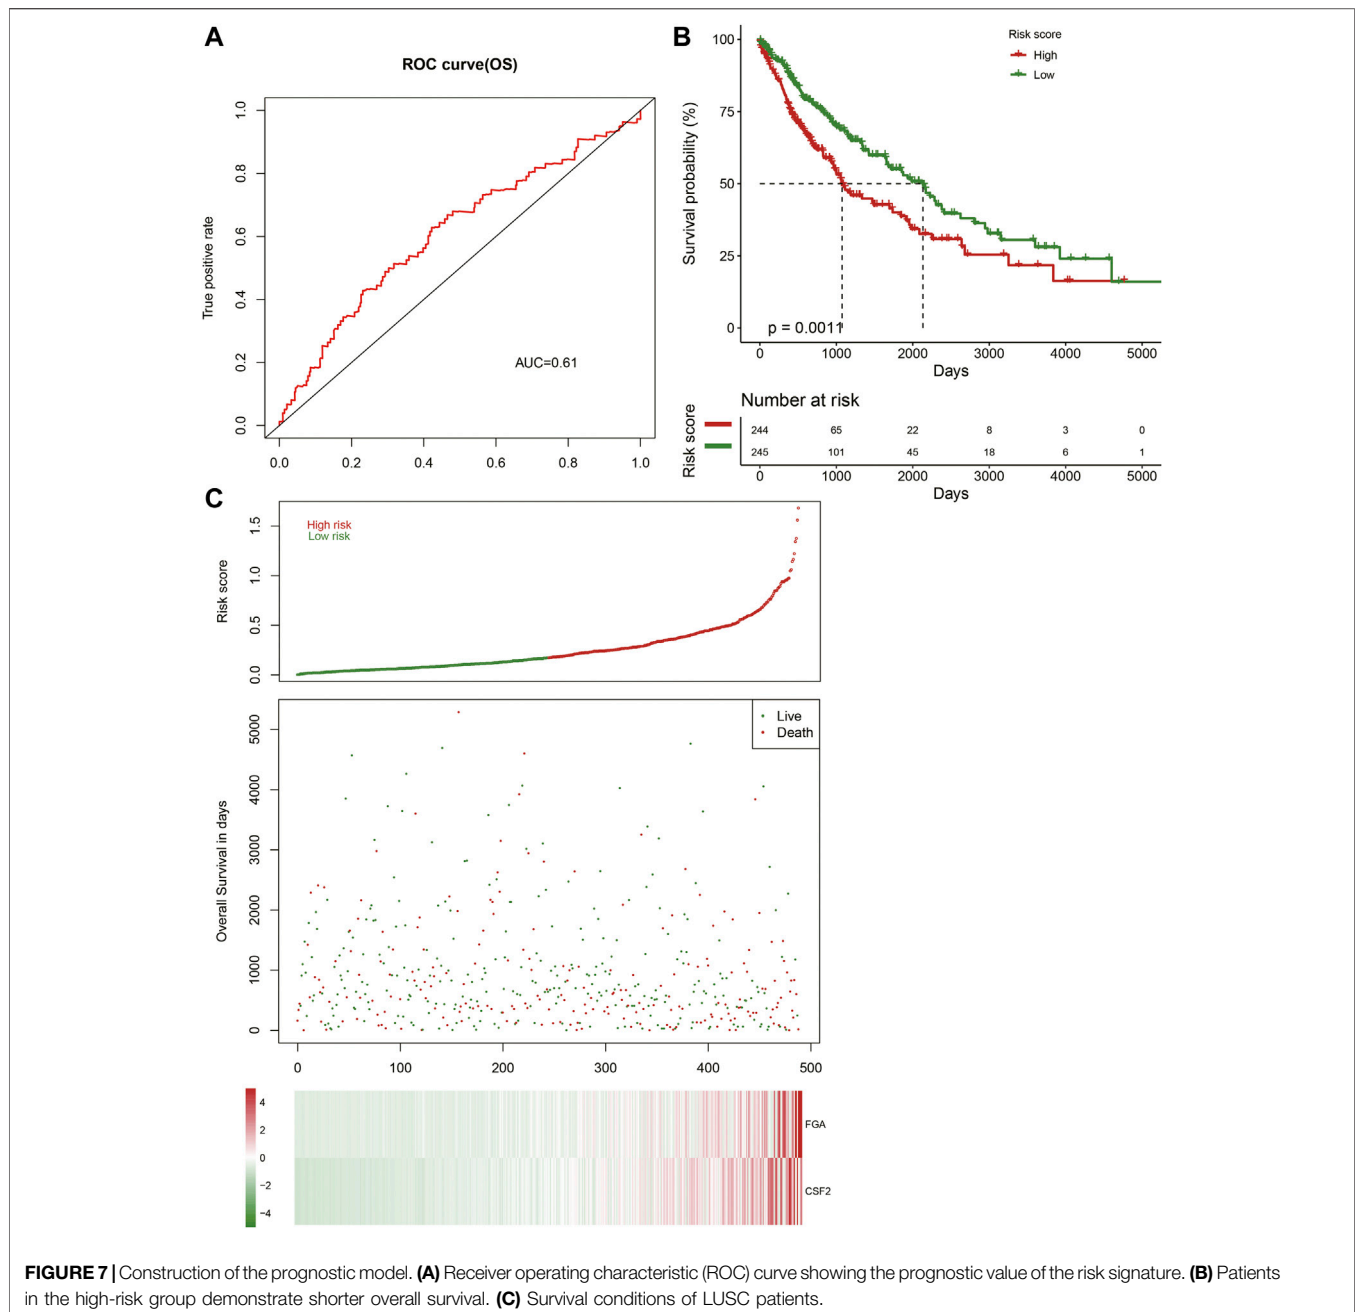 A
ROC curve(OS)
True positive rate
1.0
0.8
0.6
0.4
0.2
0.0
AUC=0.61
0.0 0.2 0.4 0.6 0.8 1.0
B
Risk score
High
Low
Survival probability (%)
100
75
50
25
0
p = 0.0011
0 1000 2000 3000 4000 5000
Days
Number at risk
Risk score
244 65 22 8 3 0
245 101 45 18 6 1
0 1000 2000 3000 4000 5000
Days
C
Risk score
1.5
1.0
0.5
0.0
High risk
Low risk
Overall Survival in days
5000
4000
3000
2000
1000
0
Live
Death
0 100 200 300 400 500
4
2
0
−2
−4
FGA
CSF2
FIGURE 7 | Construction of the prognostic model. (A) Receiver operating characteristic (ROC) curve showing the prognostic value of the risk signature. (B) Patients
in the high-risk group demonstrate shorter overall survival. (C) Survival conditions of LUSC patients.